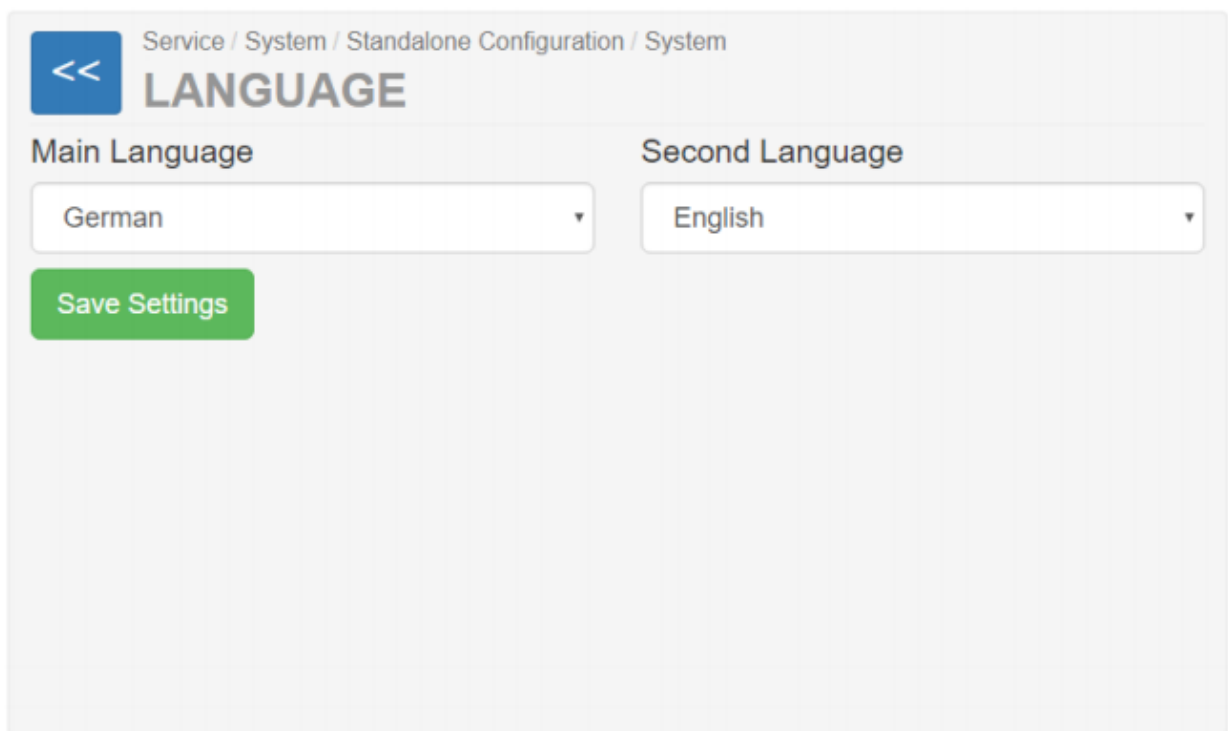 <<
Service / System / Standalone Configuration / System
LANGUAGE
Main Language
Second Language
German
English
Save Settings